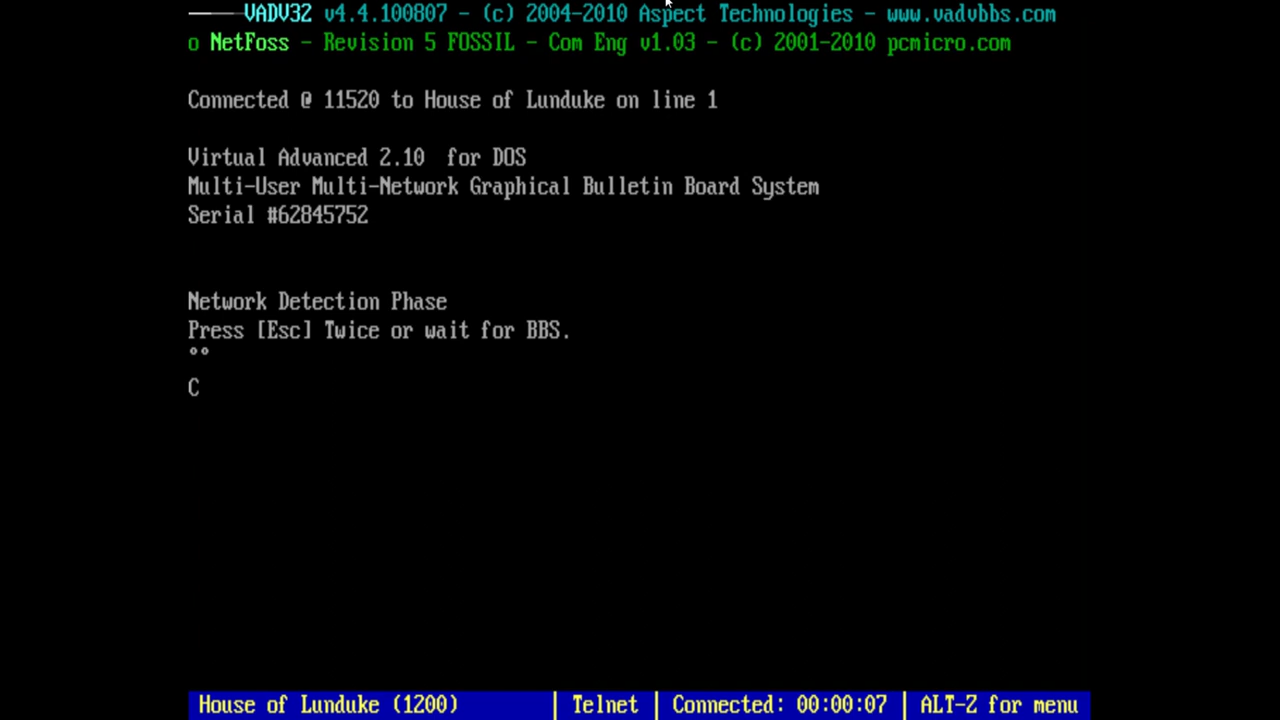 VADV32 v4.4.100807 - (c) 2004-2010 Aspect Technologies - www.vadvbbs.com
o NetFoss - Revision 5 FOSSIL - Com Eng v1.03 - (c) 2001-2010 pcmicro.com
Connected @ 11520 to House of Lunduke on line 1
Virtual Advanced 2.10  for DOS
Multi-User Multi-Network Graphical Bulletin Board System
Serial #62845752
Network Detection Phase
Press [Esc] Twice or wait for BBS.
°°
C
House of Lunduke (1200) | Telnet | Connected: 00:00:07 | ALT-Z for menu